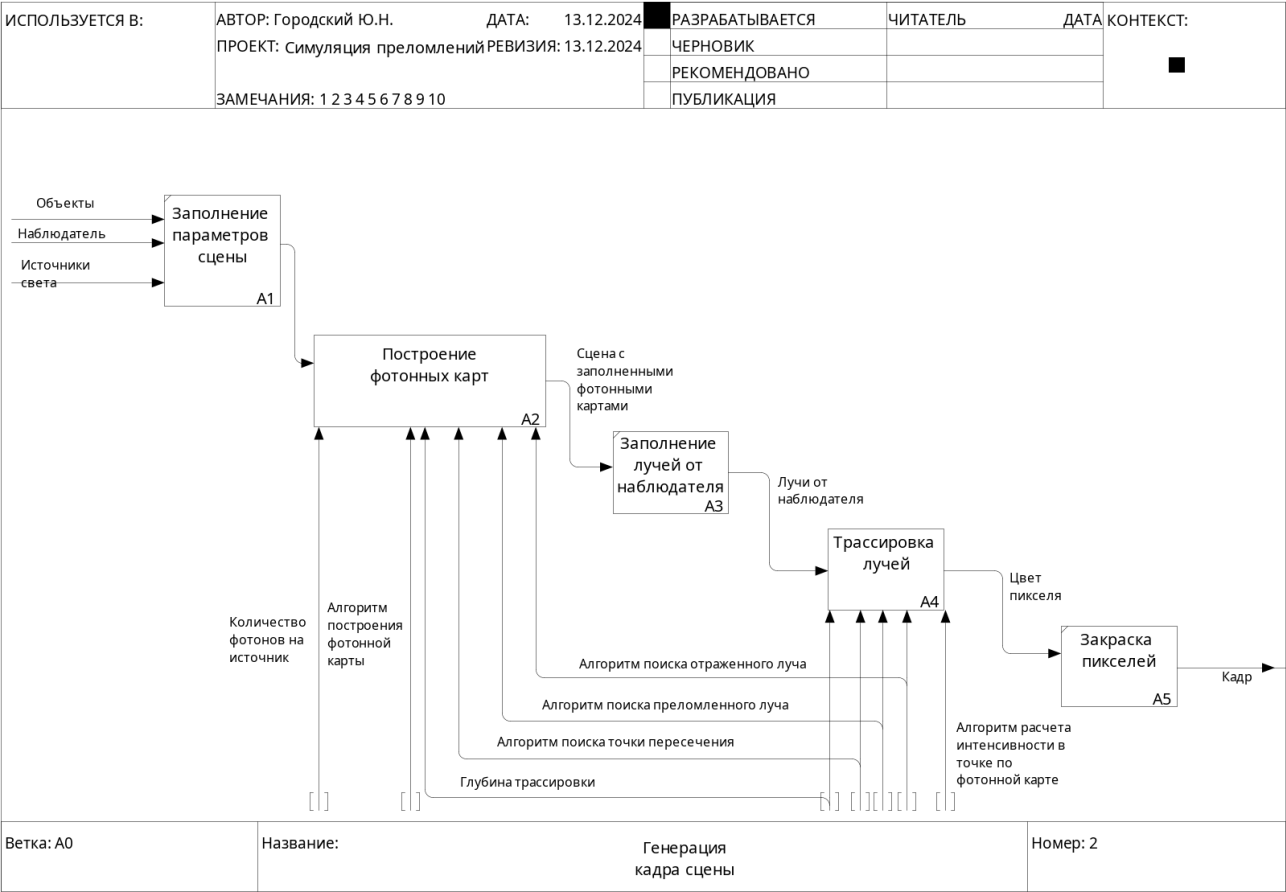 ИСПОЛЬЗУЕТСЯ В:
АВТОР: Городский Ю.Н.
ДАТА: 13.12.2024
ПРОЕКТ: Симуляция преломлений
РЕВИЗИЯ: 13.12.2024
ЗАМЕЧАНИЯ: 1 2 3 4 5 6 7 8 9 10
РАЗРАБАТЫВАЕТСЯ
ЧЕРНОВИК
РЕКОМЕНДОВАНО
ПУБЛИКАЦИЯ
ЧИТАТЕЛЬ
ДАТА
КОНТЕКСТ:
Объекты
Наблюдатель
Источники
света
Заполнение
параметров
сцены
A1
Построение
фотонных карт
A2
Сцена с
заполненными
фотонными
картами
Заполнение
лучей от
наблюдателя
A3
Лучи от
наблюдателя
Трассировка
лучей
A4
Цвет
пикселя
Закраска
пикселей
A5
Кадр
Количество
фотонов на
источник
Алгоритм
построения
фотонной
карты
Алгоритм поиска отраженного луча
Алгоритм поиска преломленного луча
Алгоритм поиска точки пересечения
Глубина трассировки
Алгоритм расчета
интенсивности в
точке по
фотонной карте
Ветка: A0
Название:
Генерация
кадра сцены
Номер: 2